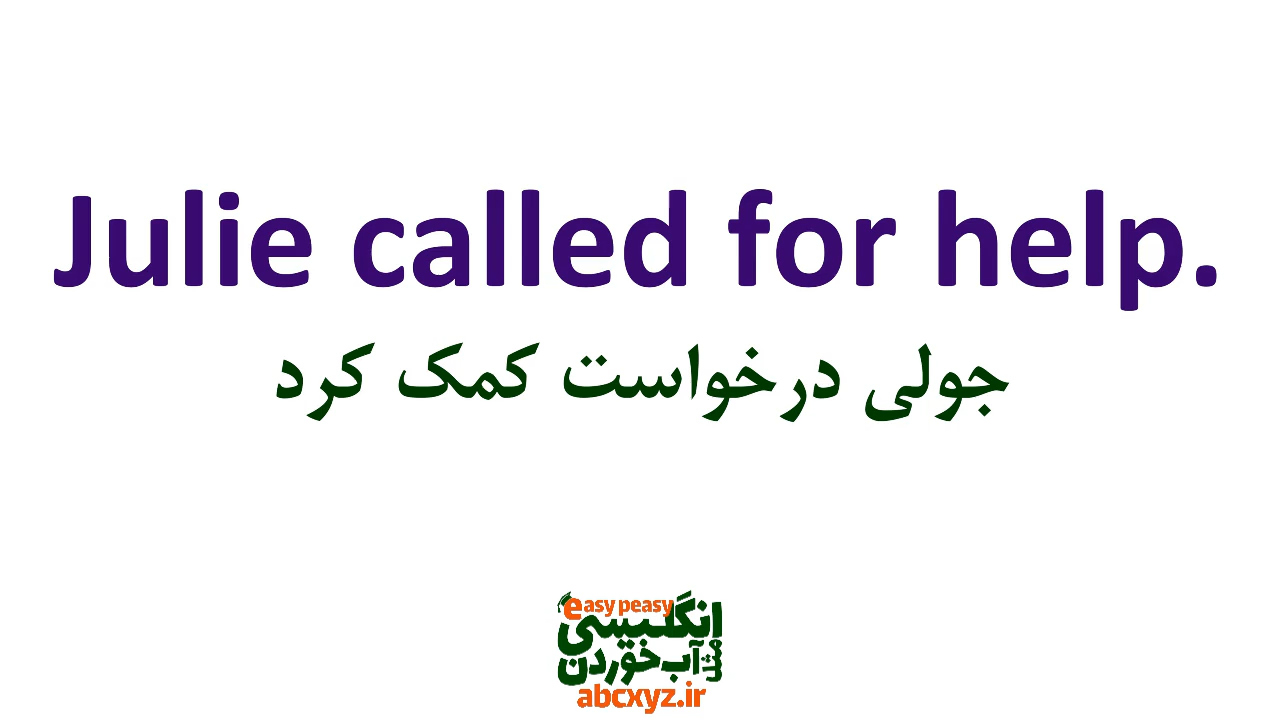 Julie called for help.
جولی درخواست کمک کرد
easy peasy
انگلیسی
مثل آب خوردن
abcxyz.ir